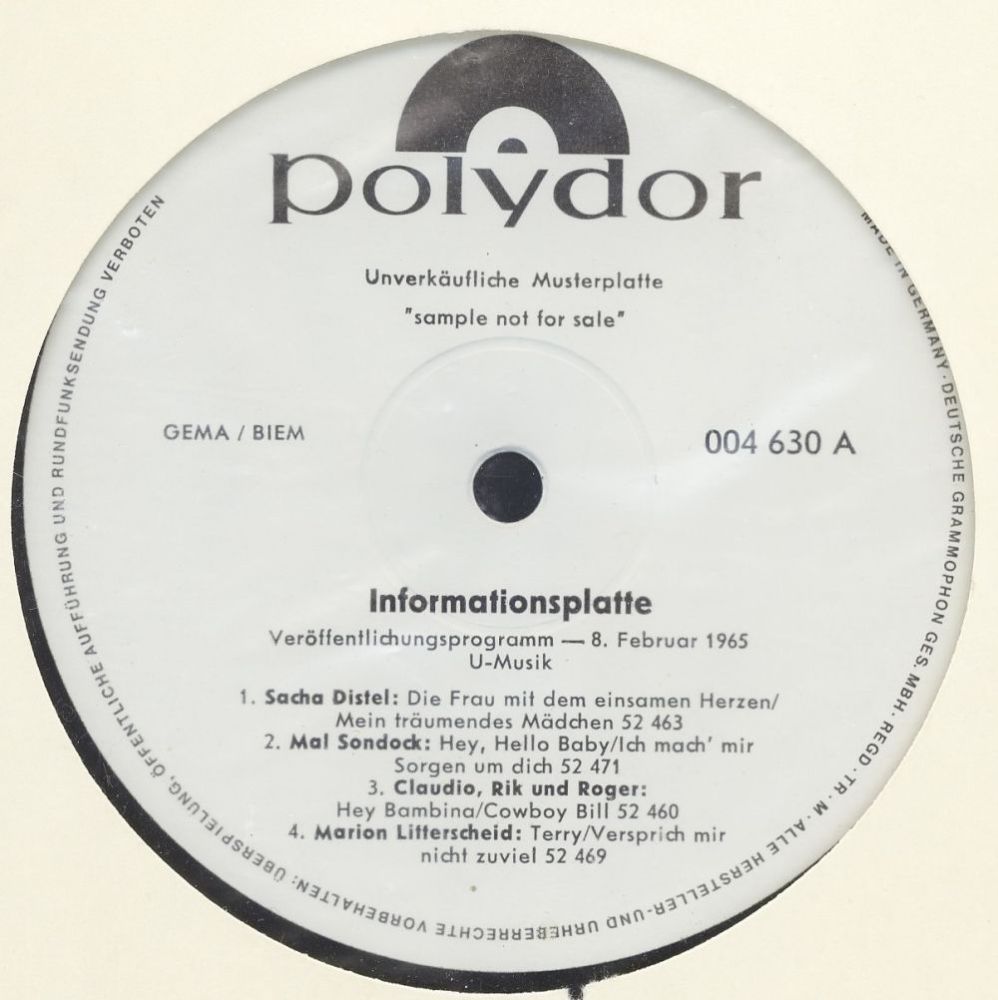 polydor
Unverkäufliche Musterplatte
"sample not for sale"
GEMA / BIEM
004 630 A
Informationsplatte
Veröffentlichungsprogramm — 8. Februar 1965
U-Musik
1. Sacha Distel: Die Frau mit dem einsamen Herzen/
Mein träumendes Mädchen 52 463
2. Mal Sondock: Hey, Hello Baby/Ich mach' mir
Sorgen um dich 52 471
3. Claudio, Rik und Roger:
Hey Bambina/Cowboy Bill 52 460
4. Marion Litterscheid: Terry/Versprich mir
nicht zuviel 52 469
MADE IN GERMANY · DEUTSCHE GRAMMOPHON GES. MBH · REGD · TR · M · ALLE HERSTELLER- UND URHEBERRECHTE VORBEHALTEN: ÜBERSPIELUNG, ÖFFENTLICHE AUFFÜHRUNG UND RUNDFUNKSENDUNG VERBOTEN